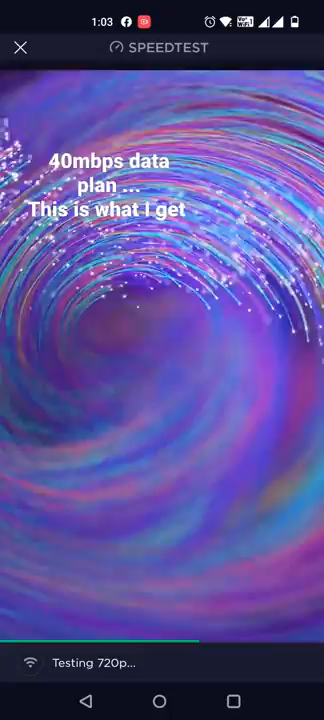 1:03
SPEEDTEST
40mbps data
plan ...
This is what I get
Testing 720p...